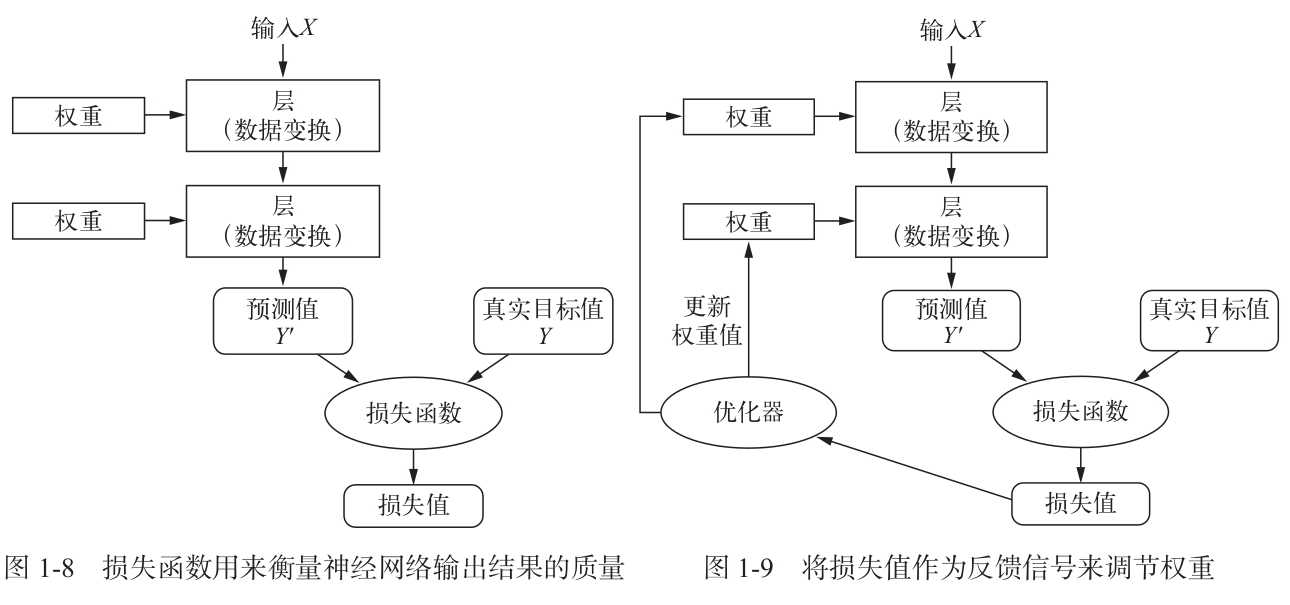 输入X
权重
层
（数据变换）
权重
层
（数据变换）
预测值
Y'
真实目标值
Y
损失函数
损失值
图 1-8 损失函数用来衡量神经网络输出结果的质量
输入X
权重
层
（数据变换）
权重
层
（数据变换）
更新
权重值
预测值
Y'
真实目标值
Y
优化器
损失函数
损失值
图 1-9 将损失值作为反馈信号来调节权重